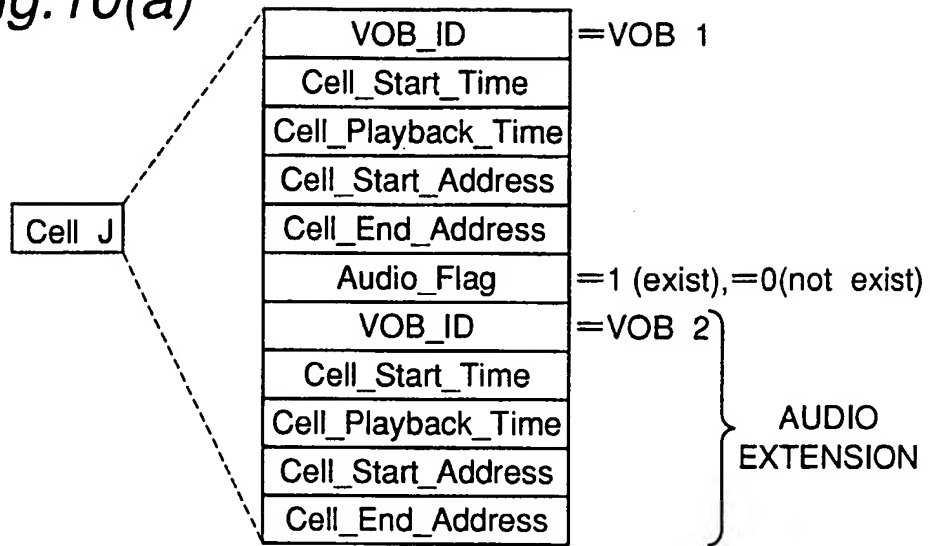 ig. 10(a)
VOB_ID =VOB 1
Cell_Start_Time
Cell_Playback_Time
Cell_Start_Address
Cell J
Cell_End_Address
Audio_Flag =1 (exist),=0(not exist)
VOB_ID =VOB 2
Cell_Start_Time
Cell_Playback_Time
AUDIO
EXTENSION
Cell_Start_Address
Cell_End_Address